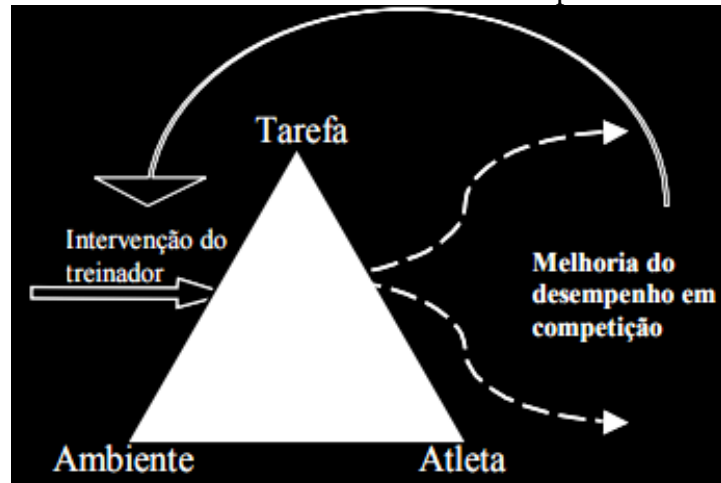 Tarefa
Intervenção do
treinador
Melhoria do
desempenho em
competição
Ambiente
Atleta